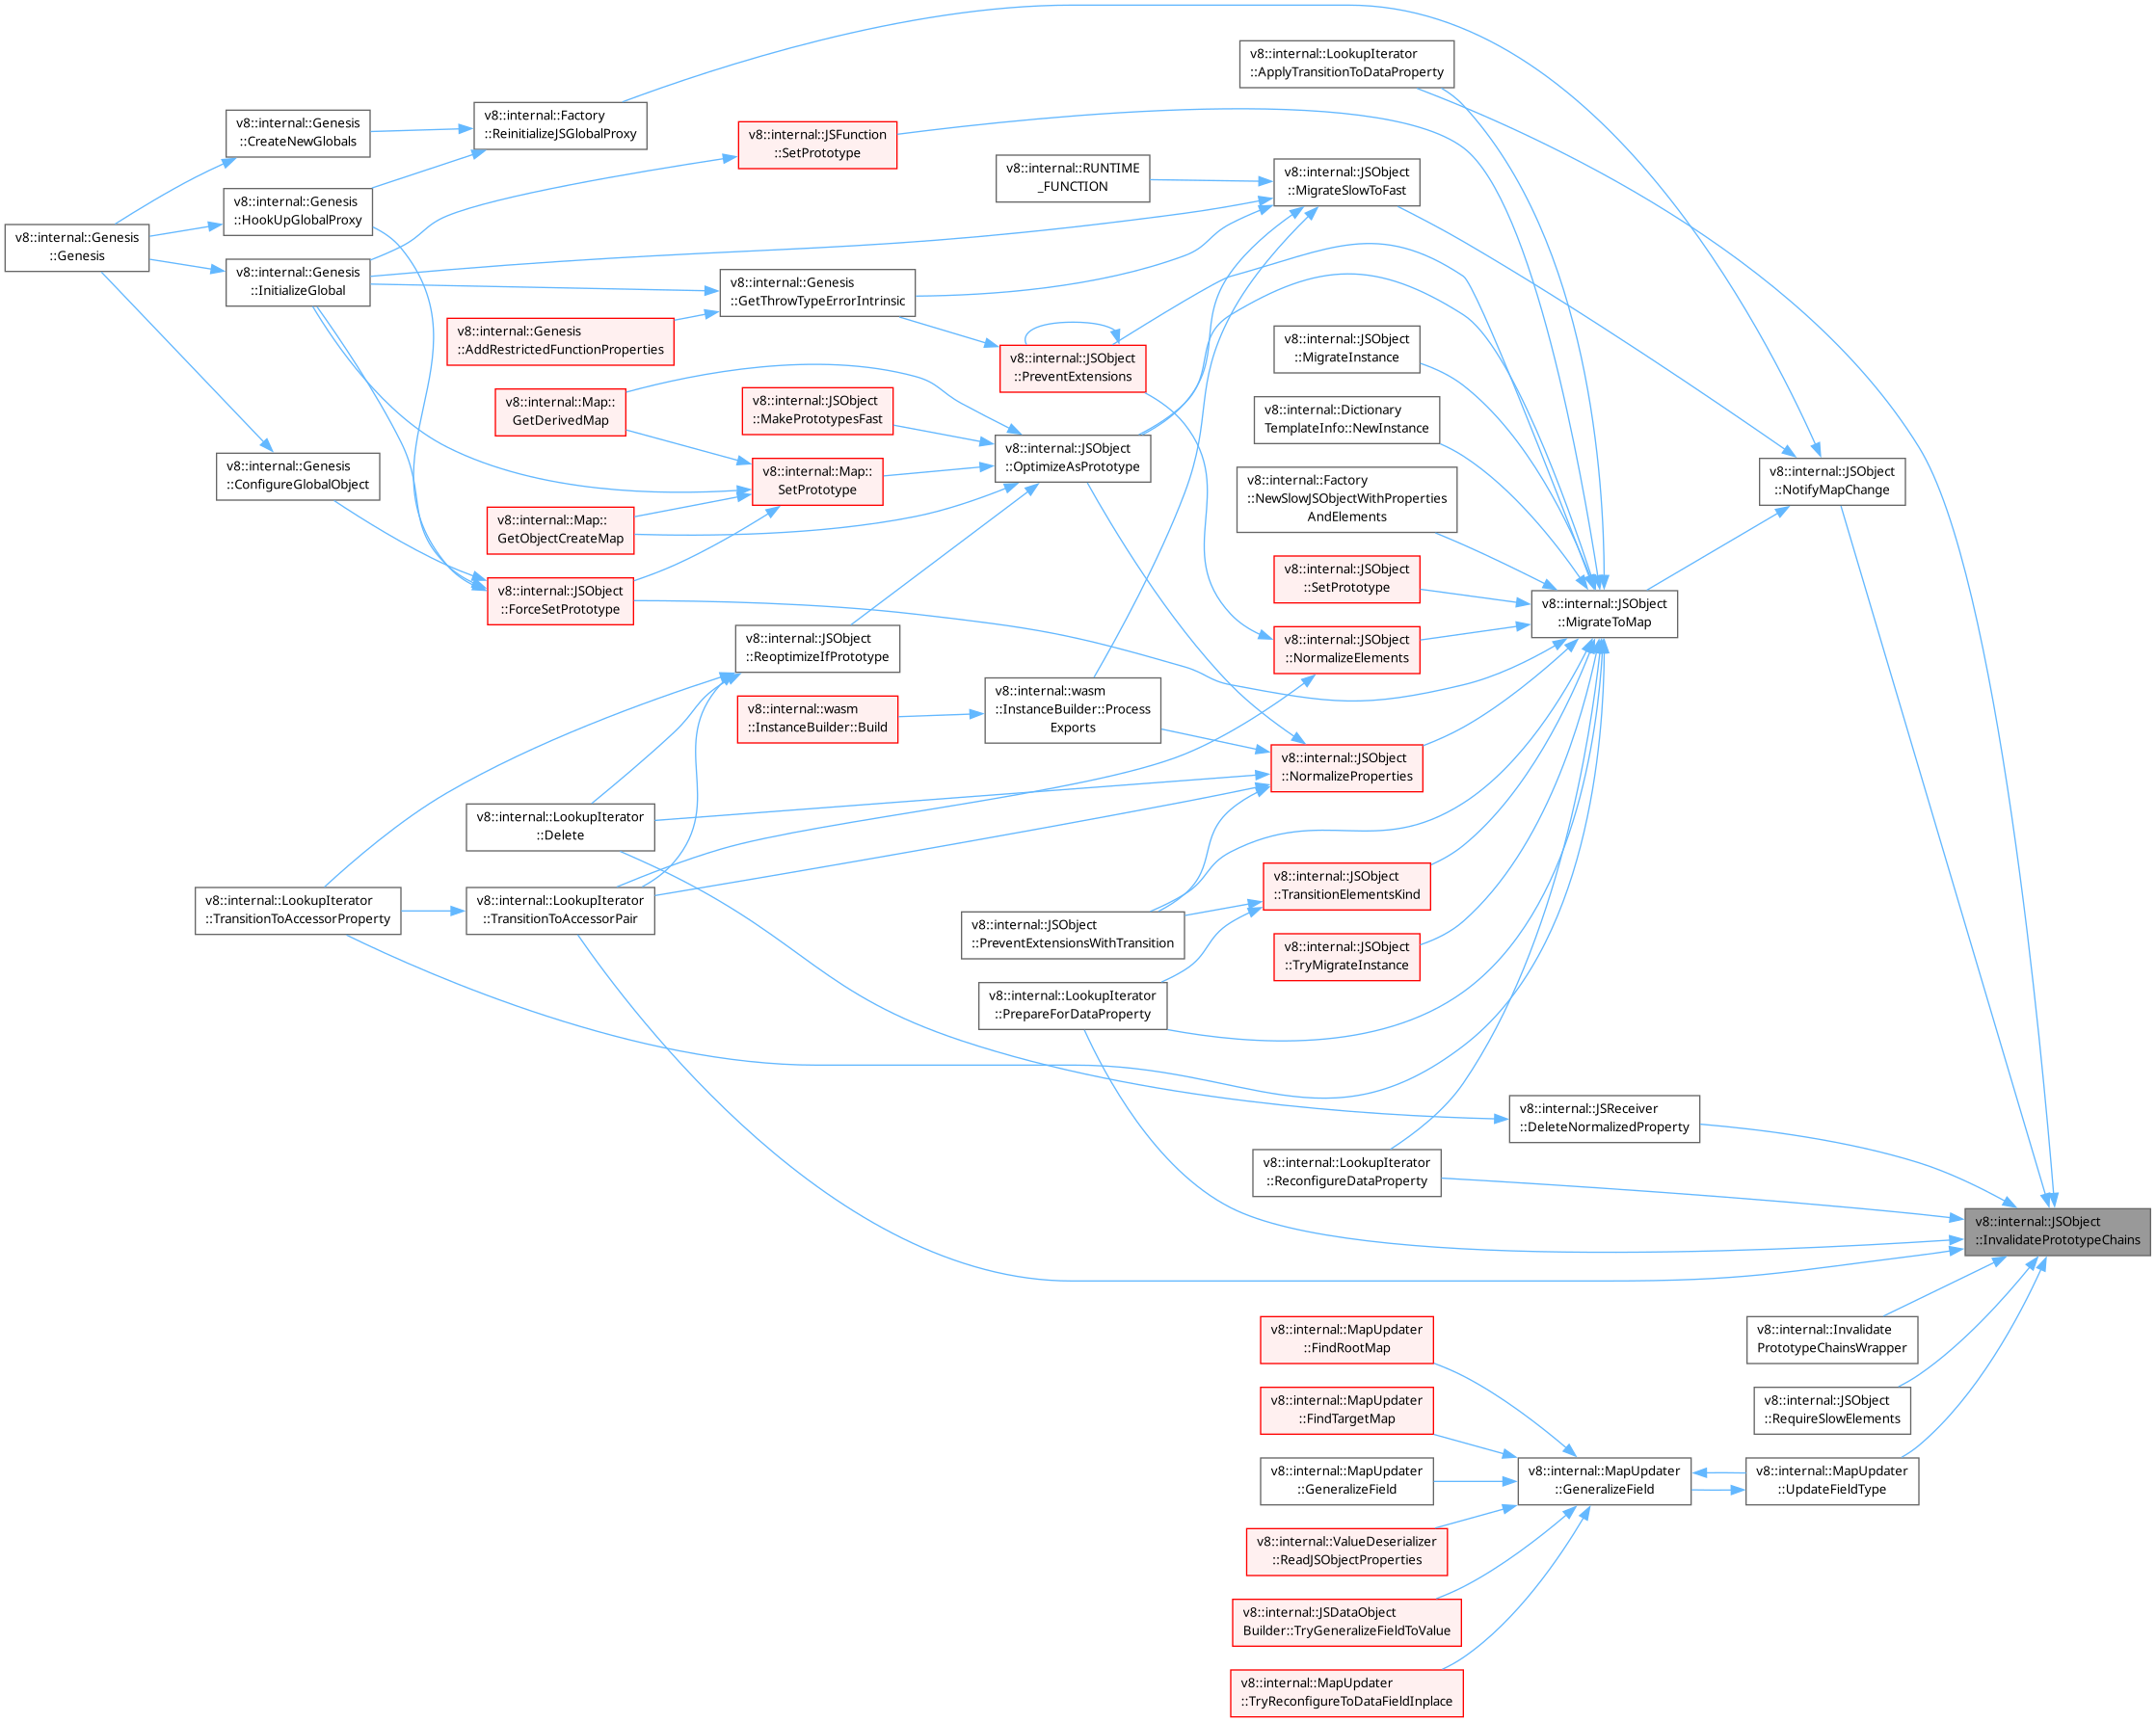 v8::internal::LookupIterator
::ApplyTransitionToDataProperty
v8::internal::Genesis
::CreateNewGlobals
v8::internal::Factory
::ReinitializeJSGlobalProxy
v8::internal::JSFunction
::SetPrototype
v8::internal::RUNTIME
_FUNCTION
v8::internal::JSObject
::MigrateSlowToFast
v8::internal::Genesis
::HookUpGlobalProxy
v8::internal::Genesis
::Genesis
v8::internal::Genesis
::InitializeGlobal
v8::internal::Genesis
::GetThrowTypeErrorIntrinsic
v8::internal::Genesis
::AddRestrictedFunctionProperties
v8::internal::JSObject
::PreventExtensions
v8::internal::JSObject
::MigrateInstance
v8::internal::Map::
GetDerivedMap
v8::internal::JSObject
::MakePrototypesFast
v8::internal::Dictionary
TemplateInfo::NewInstance
v8::internal::JSObject
::OptimizeAsPrototype
v8::internal::Genesis
::ConfigureGlobalObject
v8::internal::Map::
SetPrototype
v8::internal::Factory
::NewSlowJSObjectWithProperties
AndElements
v8::internal::JSObject
::NotifyMapChange
v8::internal::Map::
GetObjectCreateMap
v8::internal::JSObject
::ForceSetPrototype
v8::internal::JSObject
::SetPrototype
v8::internal::JSObject
::MigrateToMap
v8::internal::JSObject
::ReoptimizeIfPrototype
v8::internal::JSObject
::NormalizeElements
v8::internal::wasm
::InstanceBuilder::Build
v8::internal::wasm
::InstanceBuilder::Process
Exports
v8::internal::JSObject
::NormalizeProperties
v8::internal::LookupIterator
::Delete
v8::internal::LookupIterator
::TransitionToAccessorProperty
v8::internal::LookupIterator
::TransitionToAccessorPair
v8::internal::JSObject
::TransitionElementsKind
v8::internal::JSObject
::PreventExtensionsWithTransition
v8::internal::JSObject
::TryMigrateInstance
v8::internal::LookupIterator
::PrepareForDataProperty
v8::internal::JSReceiver
::DeleteNormalizedProperty
v8::internal::LookupIterator
::ReconfigureDataProperty
v8::internal::JSObject
::InvalidatePrototypeChains
v8::internal::MapUpdater
::FindRootMap
v8::internal::Invalidate
PrototypeChainsWrapper
v8::internal::MapUpdater
::FindTargetMap
v8::internal::JSObject
::RequireSlowElements
v8::internal::MapUpdater
::GeneralizeField
v8::internal::MapUpdater
::GeneralizeField
v8::internal::MapUpdater
::UpdateFieldType
v8::internal::ValueDeserializer
::ReadJSObjectProperties
v8::internal::JSDataObject
Builder::TryGeneralizeFieldToValue
v8::internal::MapUpdater
::TryReconfigureToDataFieldInplace